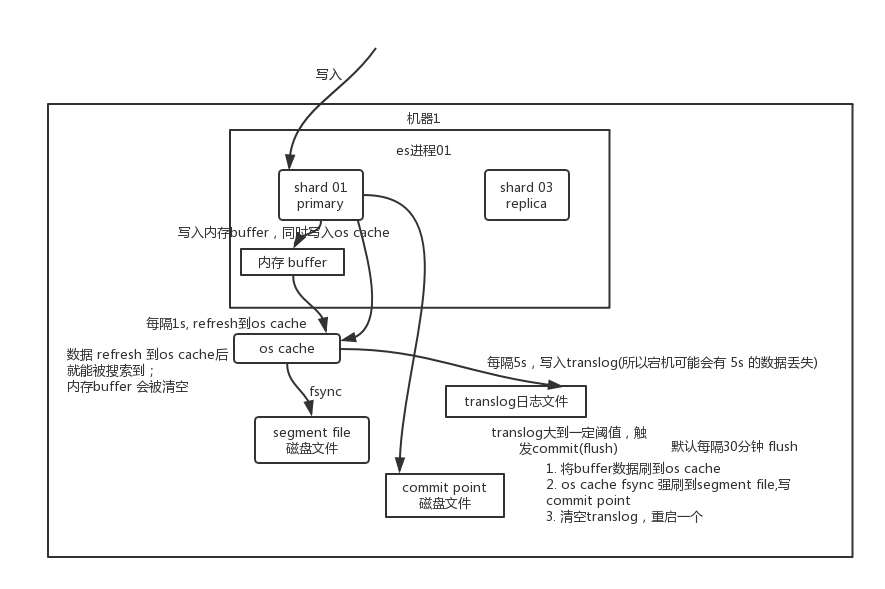 写入
机器1
es进程01
shard 01
primary
shard 03
replica
写入内存buffer，同时写入os cache
内存 buffer
每隔1s, refresh到os cache
os cache
数据 refresh 到os cache后
就能被搜索到；
内存buffer 会被清空
每隔5s，写入translog(所以宕机可能会有 5s 的数据丢失)
fsync
translog日志文件
segment file
磁盘文件
translog大到一定阈值，触
发commit(flush)
默认每隔30分钟 flush
1. 将buffer数据刷到os cache
2. os cache fsync 强刷到segment file,写
commit point
3. 清空translog，重启一个
commit point
磁盘文件